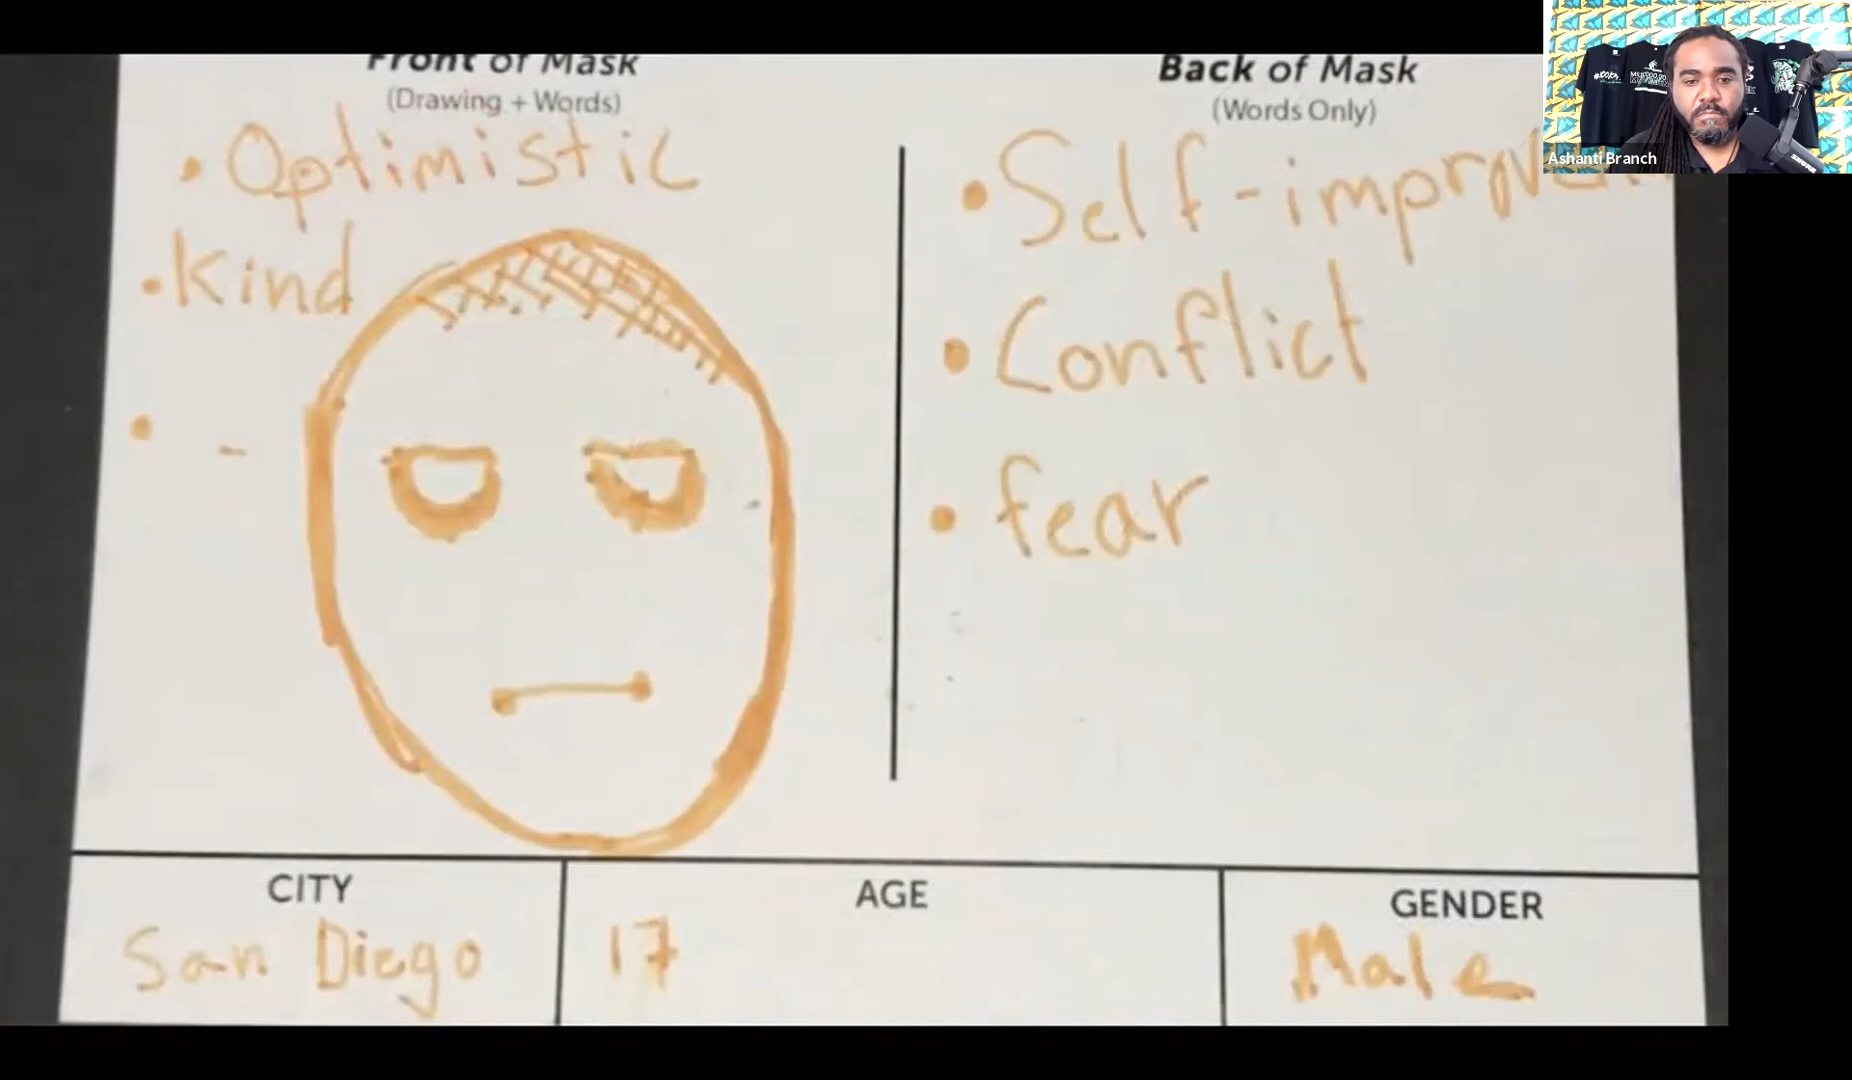 Front of Mask
(Drawing + Words)
• Optimistic
• Kind
• -
Back of Mask
(Words Only)
• Self-improv
• Conflict
• fear
CITY
San Diego
AGE
17
GENDER
Male
Ashanti Branch
SHURE